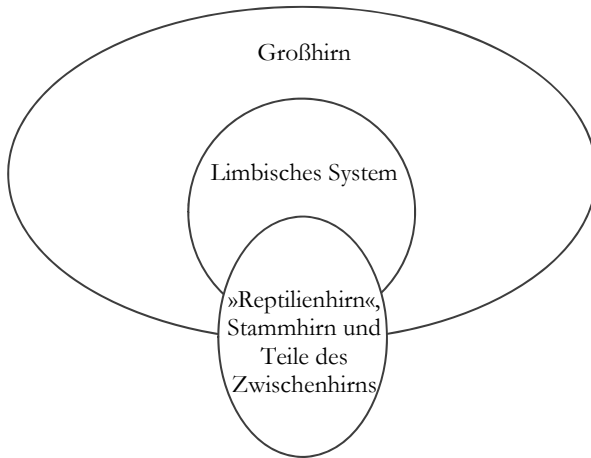 Großhirn
Limbisches System
»Reptilienhirn«,
Stammhirn und
Teile des
Zwischenhirns